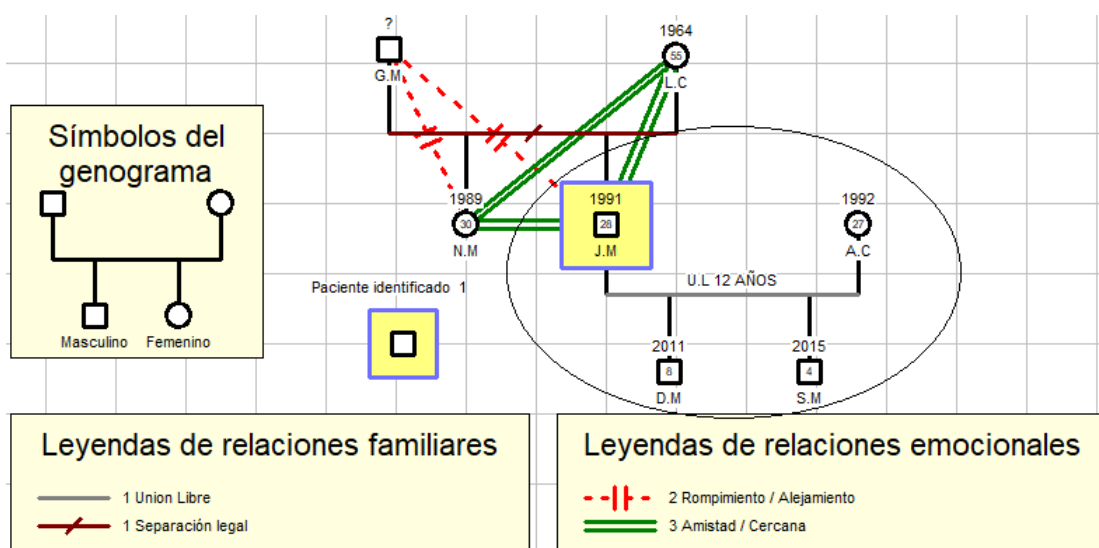 ?
G.M
1964
55
L.C
Símbolos del
genograma
Masculino Femenino
1989
30
N.M
1991
28
J.M
1992
27
A.C
Paciente identificado 1
U.L 12 AÑOS
2011
8
D.M
2015
4
S.M
Leyendas de relaciones familiares
1 Union Libre
1 Separación legal
Leyendas de relaciones emocionales
2 Rompimiento / Alejamiento
3 Amistad / Cercana